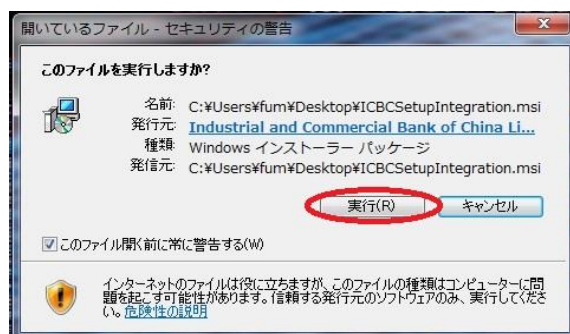 開いているファイル - セキュリティの警告
このファイルを実行しますか?
名前: C:¥Users¥fum¥Desktop¥ICBCSetupIntegration.msi
発行元: Industrial and Commercial Bank of China Li...
種類: Windows インストーラー パッケージ
発信元: C:¥Users¥fum¥Desktop¥ICBCSetupIntegration.msi
実行(R) キャンセル
このファイル開く前に常に警告する(W)
インターネットのファイルは役に立ちますが、このファイルの種類はコンピューターに問
題を起こす可能性があります。信頼する発行元のソフトウェアのみ、実行してくださ
い。危険性の説明